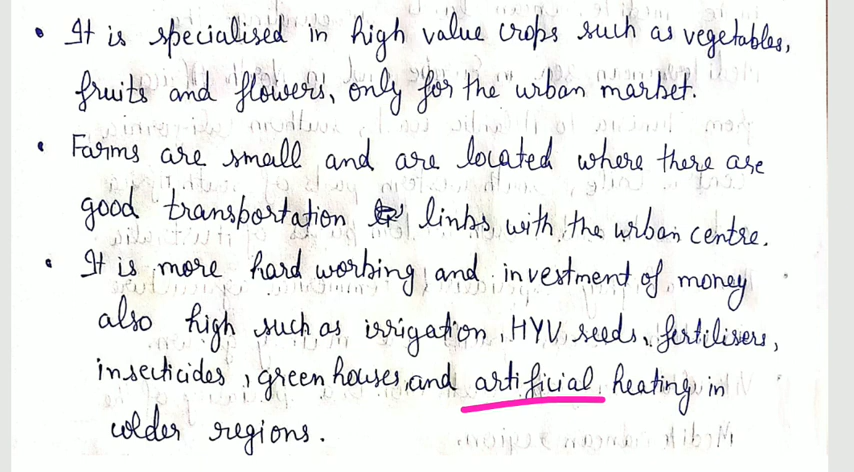 • It is specialised in high value crops such as vegetables,
fruits and flowers, only for the urban market.
• Farms are small and are located where there are
good transportation links with the urban centre.
• It is more hard working and investment of money
also high such as irrigation, HYV seeds, fertilisers,
insecticides, green houses and artificial heating in
colder regions.